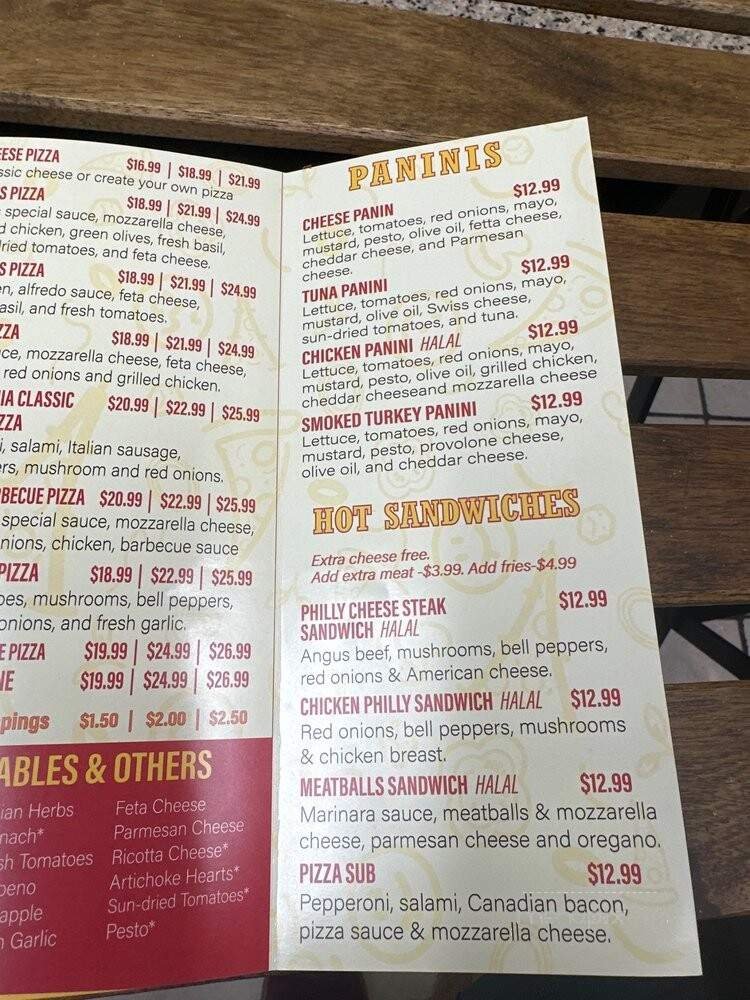 ESE PIZZA $16.99 | $18.99 | $21.99
ssic cheese or create your own pizza
S PIZZA $18.99 | $21.99 | $24.99
special sauce, mozzarella cheese,
d chicken, green olives, fresh basil,
ried tomatoes, and feta cheese.
S PIZZA $18.99 | $21.99 | $24.99
en, alfredo sauce, feta cheese,
asil, and fresh tomatoes.
ZZA $18.99 | $21.99 | $24.99
ce, mozzarella cheese, feta cheese,
red onions and grilled chicken.
IA CLASSIC $20.99 | $22.99 | $25.99
ZZA
i, salami, Italian sausage,
ers, mushroom and red onions.
BECUE PIZZA $20.99 | $22.99 | $25.99
special sauce, mozzarella cheese,
nions, chicken, barbecue sauce
PIZZA $18.99 | $22.99 | $25.99
oes, mushrooms, bell peppers,
onions, and fresh garlic.
E PIZZA $19.99 | $24.99 | $26.99
NE $19.99 | $24.99 | $26.99
pings $1.50 | $2.00 | $2.50
ABLES & OTHERS
ian Herbs
nach*
sh Tomatoes
peno
apple
n Garlic
Feta Cheese
Parmesan Cheese
Ricotta Cheese*
Artichoke Hearts*
Sun-dried Tomatoes*
Pesto*
PANINIS
CHEESE PANIN $12.99
Lettuce, tomatoes, red onions, mayo,
mustard, pesto, olive oil, fetta cheese,
cheddar cheese, and Parmesan
cheese.
TUNA PANINI $12.99
Lettuce, tomatoes, red onions, mayo,
mustard, olive oil, Swiss cheese,
sun-dried tomatoes, and tuna.
CHICKEN PANINI HALAL $12.99
Lettuce, tomatoes, red onions, mayo,
mustard, pesto, olive oil, grilled chicken,
cheddar cheeseand mozzarella cheese
SMOKED TURKEY PANINI $12.99
Lettuce, tomatoes, red onions, mayo,
mustard, pesto, provolone cheese,
olive oil, and cheddar cheese.
HOT SANDWICHES
Extra cheese free.
Add extra meat -$3.99. Add fries-$4.99
PHILLY CHEESE STEAK $12.99
SANDWICH HALAL
Angus beef, mushrooms, bell peppers,
red onions & American cheese.
CHICKEN PHILLY SANDWICH HALAL $12.99
Red onions, bell peppers, mushrooms
& chicken breast.
MEATBALLS SANDWICH HALAL $12.99
Marinara sauce, meatballs & mozzarella
cheese, parmesan cheese and oregano.
PIZZA SUB $12.99
Pepperoni, salami, Canadian bacon,
pizza sauce & mozzarella cheese.